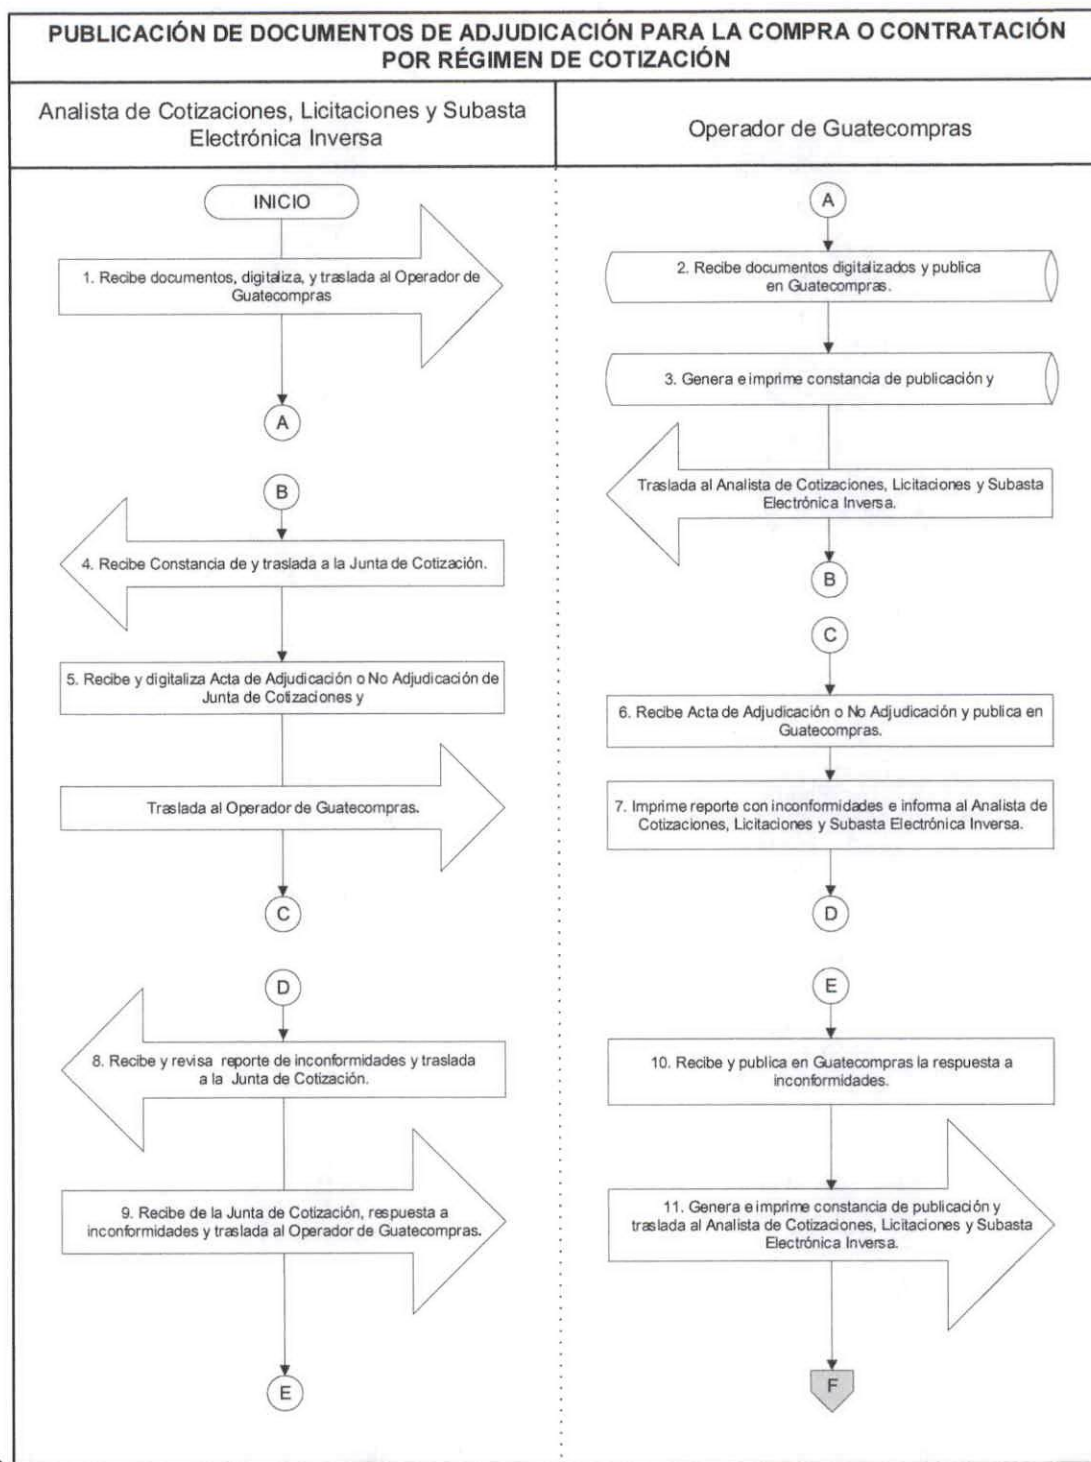 PUBLICACIÓN DE DOCUMENTOS DE ADJUDICACIÓN PARA LA COMPRA O CONTRATACIÓN
POR RÉGIMEN DE COTIZACIÓN
Analista de Cotizaciones, Licitaciones y Subasta
Electrónica Inversa
Operador de Guatecompras
INICIO
1. Recibe documentos, digitaliza, y traslada al Operador de
Guatecompras
A
B
4. Recibe Constancia de y traslada a la Junta de Cotización.
5. Recibe y digitaliza Acta de Adjudicación o No Adjudicación de
Junta de Cotizaciones y
Traslada al Operador de Guatecompras.
C
D
8. Recibe y revisa reporte de inconformidades y traslada
a la Junta de Cotización.
9. Recibe de la Junta de Cotización, respuesta a
inconformidades y traslada al Operador de Guatecompras.
E
A
2. Recibe documentos digitalizados y publica
en Guatecompras.
3. Genera e imprime constancia de publicación y
Traslada al Analista de Cotizaciones, Licitaciones y Subasta
Electrónica Inversa.
B
C
6. Recibe Acta de Adjudicación o No Adjudicación y publica en
Guatecompras.
7. Imprime reporte con inconformidades e informa al Analista de
Cotizaciones, Licitaciones y Subasta Electrónica Inversa.
D
E
10. Recibe y publica en Guatecompras la respuesta a
inconformidades.
11. Genera e imprime constancia de publicación y
traslada al Analista de Cotizaciones, Licitaciones y Subasta
Electrónica Inversa.
F